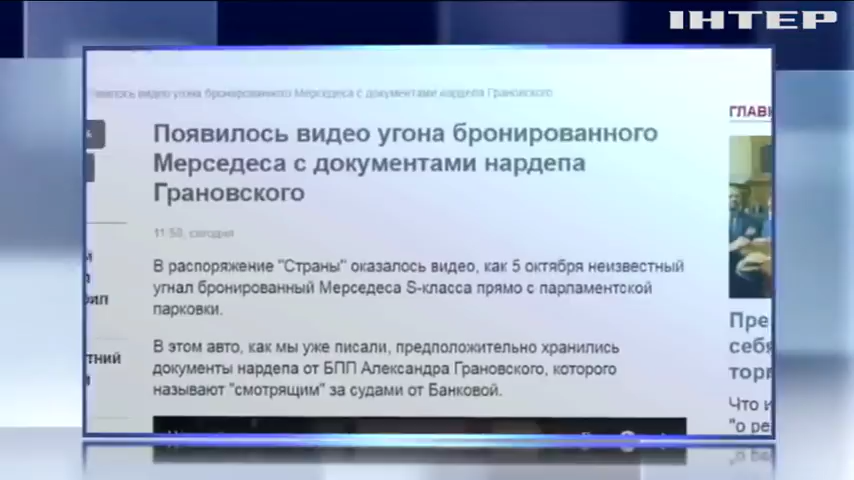 ІНТЕР
видео угона бронированного Мерседеса с документами нардепа Грановского
ГЛАВ
Появилось видео угона бронированного
Мерседеса с документами нардепа
Грановского
11:50, сегодня
В распоряжение "Страны" оказалось видео, как 5 октября неизвестный
угнал бронированный Мерседеса S-класса прямо с парламентской
парковки.
В этом авто, как мы уже писали, предположительно хранились
документы нардепа от БПП Александра Грановского, которого
называют "смотрящим" за судами от Банковой.
тний
Пре
себя
торг
Что и
"о ре